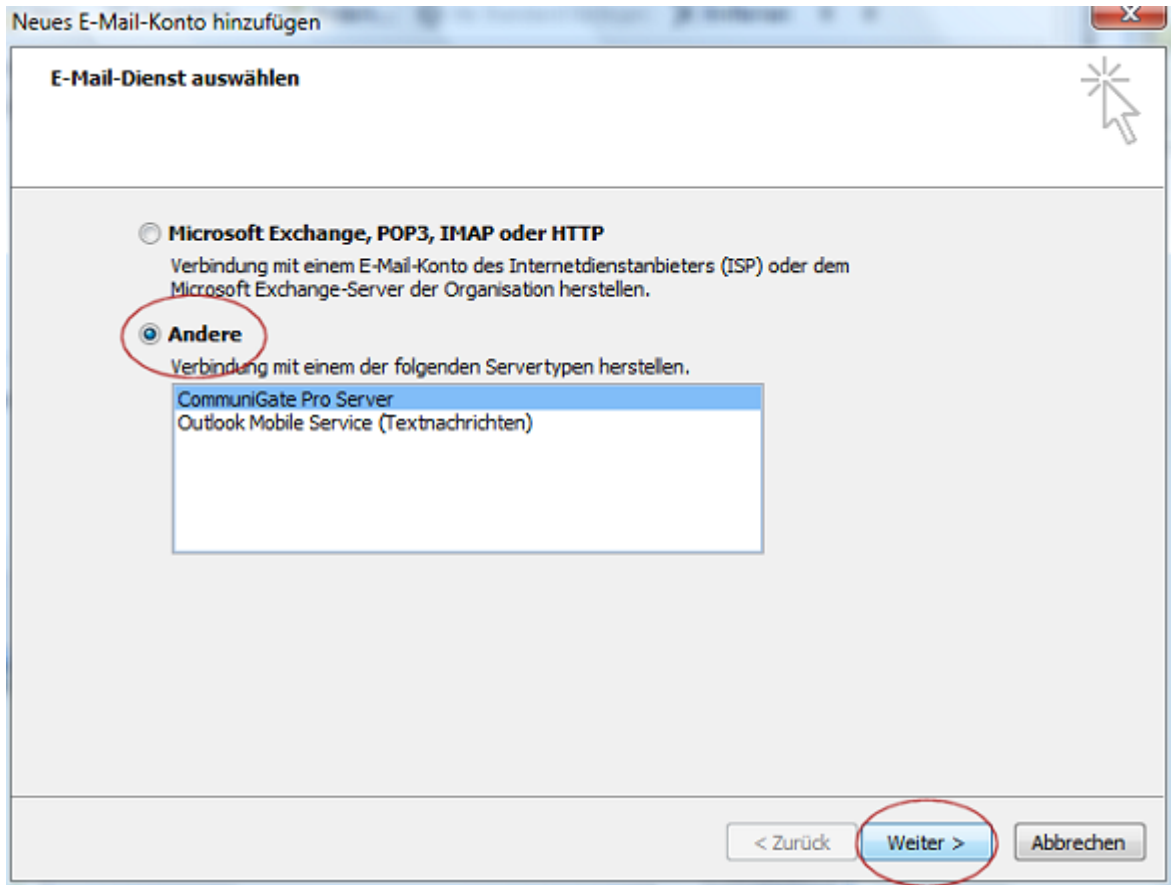 Neues E-Mail-Konto hinzufügen
E-Mail-Dienst auswählen
Microsoft Exchange, POP3, IMAP oder HTTP
Verbindung mit einem E-Mail-Konto des Internetdienstanbieters (ISP) oder dem
Microsoft Exchange-Server der Organisation herstellen.
Andere
Verbindung mit einem der folgenden Servertypen herstellen.
CommuniGate Pro Server
Outlook Mobile Service (Textnachrichten)
< Zurück
Weiter >
Abbrechen